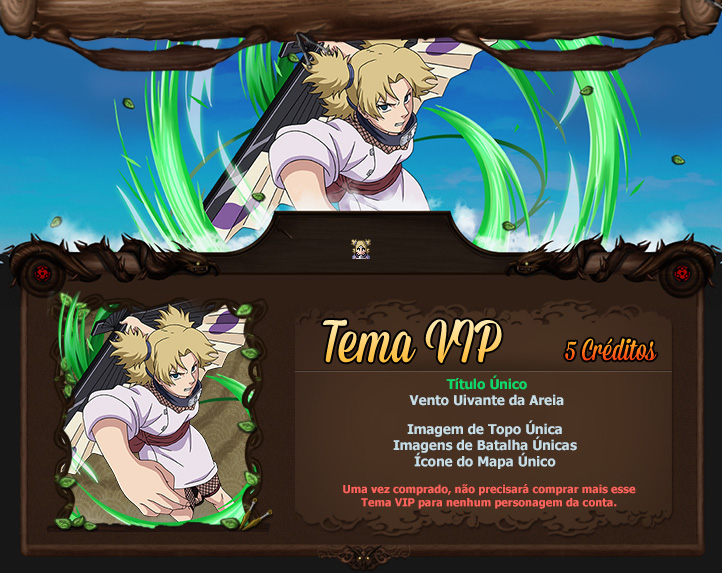 Tema VIP
5 Créditos
Título Único
Vento Uivante da Areia
Imagem de Topo Única
Imagens de Batalha Únicas
Ícone do Mapa Único
Uma vez comprado, não precisará comprar mais esse
Tema VIP para nenhum personagem da conta.